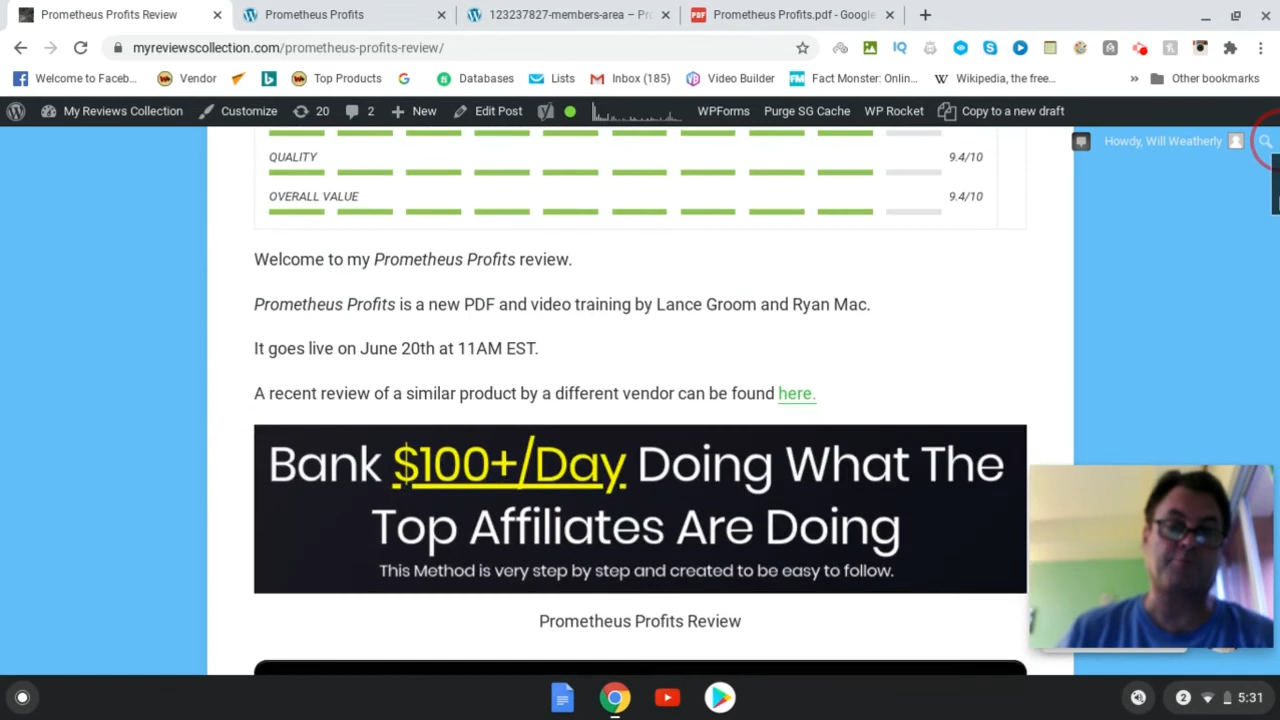 Prometheus Profits Review
Prometheus Profits
123237827-members-area – Pro
PDF
Prometheus Profits.pdf - Google
myreviewscollection.com/prometheus-profits-review/
IQ
Welcome to Faceb...
Vendor
Top Products
Databases
Lists
Inbox (185)
Video Builder
FM
Fact Monster: Onlin...
Wikipedia, the free...
Other bookmarks
My Reviews Collection
Customize
20
2
New
Edit Post
WPForms
Purge SG Cache
WP Rocket
Copy to a new draft
Howdy, Will Weatherly
QUALITY
9.4/10
OVERALL VALUE
9.4/10
Welcome to my Prometheus Profits review.
Prometheus Profits is a new PDF and video training by Lance Groom and Ryan Mac.
It goes live on June 20th at 11AM EST.
A recent review of a similar product by a different vendor can be found here.
Bank $100+/Day Doing What The
Top Affiliates Are Doing
This Method is very step by step and created to be easy to follow.
Prometheus Profits Review
2
5:31